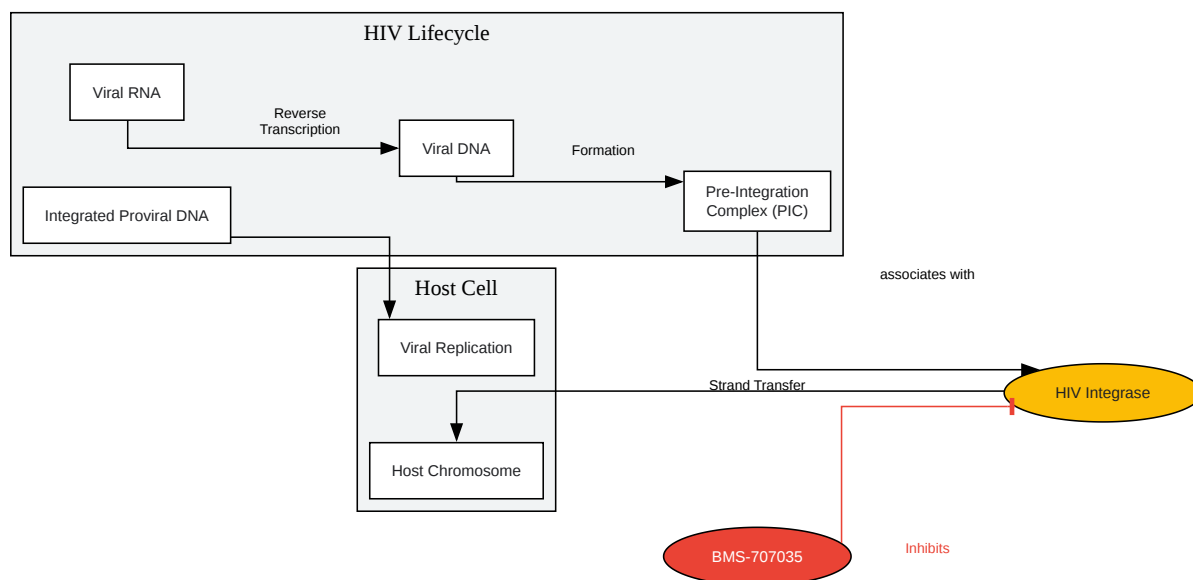 HIV Lifecycle
Viral RNA
Reverse
Transcription
Viral DNA
Formation
Pre-Integration
Complex (PIC)
Integrated Proviral DNA
associates with
Host Cell
Viral Replication
Strand Transfer
HIV Integrase
Host Chromosome
BMS-707035
Inhibits